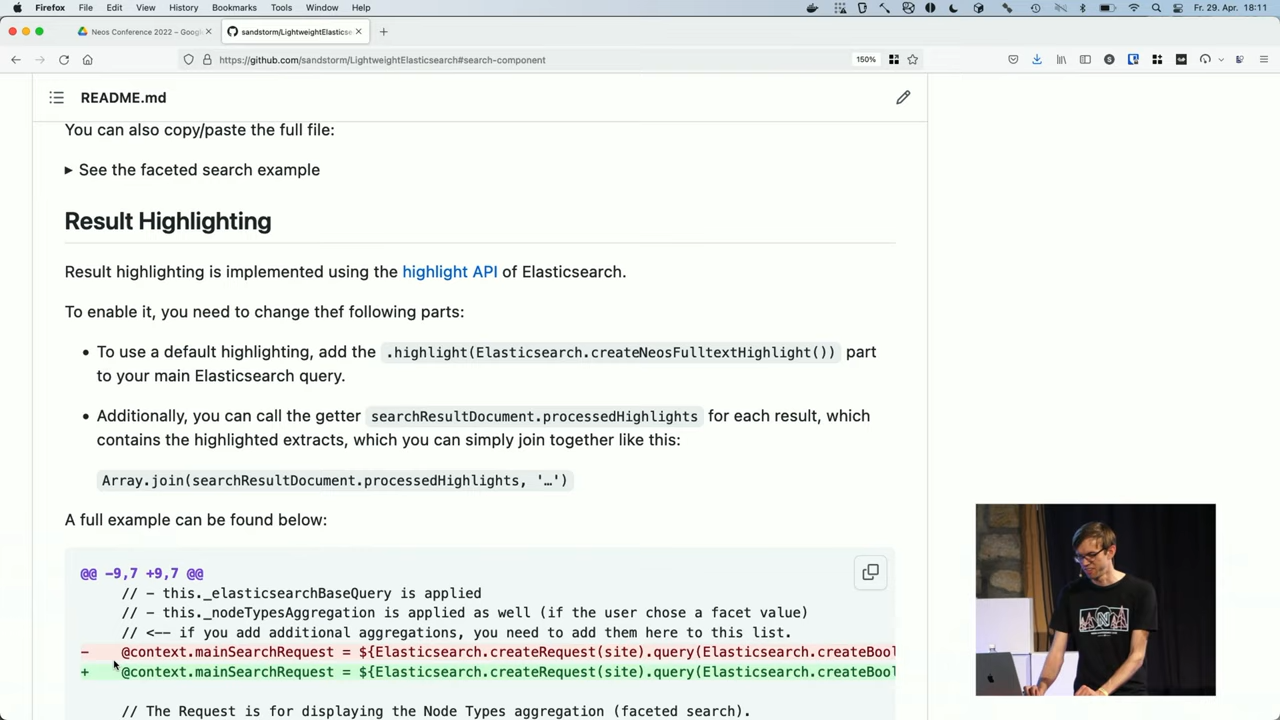 Firefox File Edit View History Bookmarks Tools Window Help Fr. 29. Apr. 18:11
Neos Conference 2022 – Googl
sandstorm/LightweightElasticse
https://github.com/sandstorm/LightweightElasticsearch#search-component 150%
README.md
You can also copy/paste the full file:
▸ See the faceted search example
Result Highlighting
Result highlighting is implemented using the highlight API of Elasticsearch.
To enable it, you need to change thef following parts:
• To use a default highlighting, add the .highlight(Elasticsearch.createNeosFulltextHighlight()) part
to your main Elasticsearch query.
• Additionally, you can call the getter searchResultDocument.processedHighlights for each result, which
contains the highlighted extracts, which you can simply join together like this:
Array.join(searchResultDocument.processedHighlights, '…')
A full example can be found below:
@@ -9,7 +9,7 @@
// - this._elasticsearchBaseQuery is applied
// - this._nodeTypesAggregation is applied as well (if the user chose a facet value)
// <-- if you add additional aggregations, you need to add them here to this list.
- @context.mainSearchRequest = ${Elasticsearch.createRequest(site).query(Elasticsearch.createBool
+ @context.mainSearchRequest = ${Elasticsearch.createRequest(site).query(Elasticsearch.createBool
// The Request is for displaying the Node Types aggregation (faceted search).